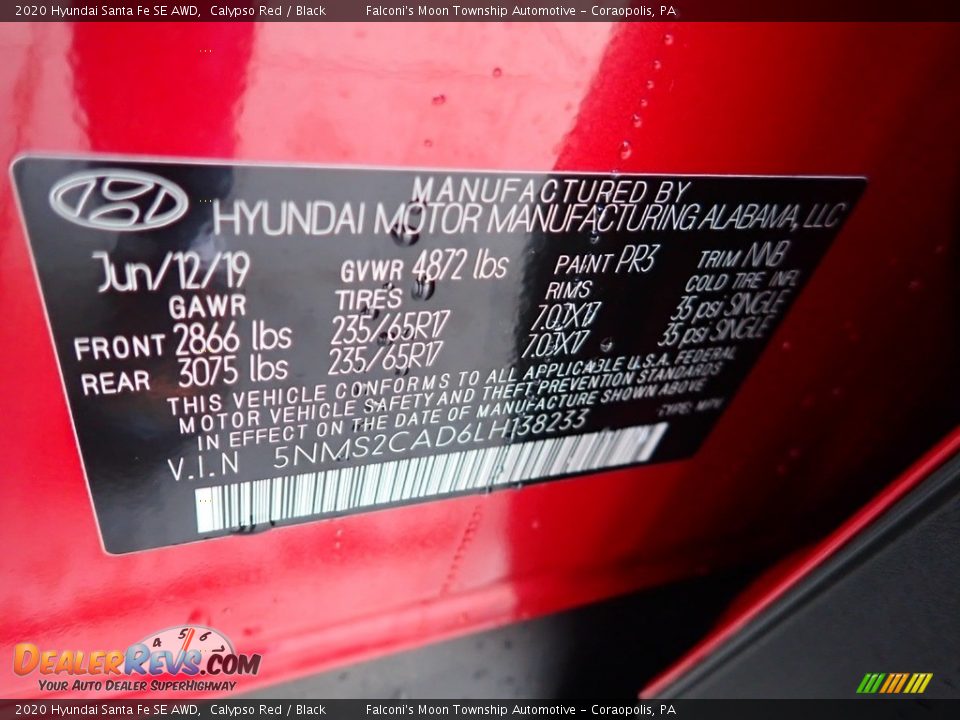 2020 Hyundai Santa Fe SE AWD,  Calypso Red / Black        Falconi's Moon Township Automotive - Coraopolis, PA
MANUFACTURED BY
HYUNDAI MOTOR MANUFACTURING ALABAMA, LLC
Jun/12/19 GVWR 4872 lbs PAINT PR3 TRIM NNB
GAWR TIRES RIMS COLD TIRE INFL
FRONT 2866 lbs 235/65R17 7.0JX17 35 psi SINGLE
REAR 3075 lbs 235/65R17 7.0JX17 35 psi SINGLE
THIS VEHICLE CONFORMS TO ALL APPLICABLE U.S.A. FEDERAL
MOTOR VEHICLE SAFETY AND THEFT PREVENTION STANDARDS
IN EFFECT ON THE DATE OF MANUFACTURE SHOWN ABOVE
V.I.N 5NMS2CAD6LH138233 TYPE: MPV
4 5 6
DEALERREVS.COM
YOUR AUTO DEALER SUPERHIGHWAY
2020 Hyundai Santa Fe SE AWD,  Calypso Red / Black        Falconi's Moon Township Automotive - Coraopolis, PA